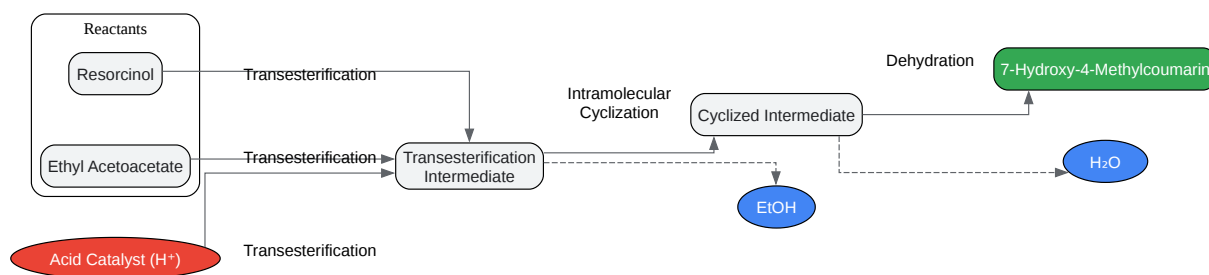 Reactants
Resorcinol
Transesterification
Ethyl Acetoacetate
Transesterification
Acid Catalyst (H⁺)
Transesterification
Transesterification
Intermediate
Intramolecular
Cyclization
Cyclized Intermediate
EtOH
Dehydration
7-Hydroxy-4-Methylcoumarin
H₂O